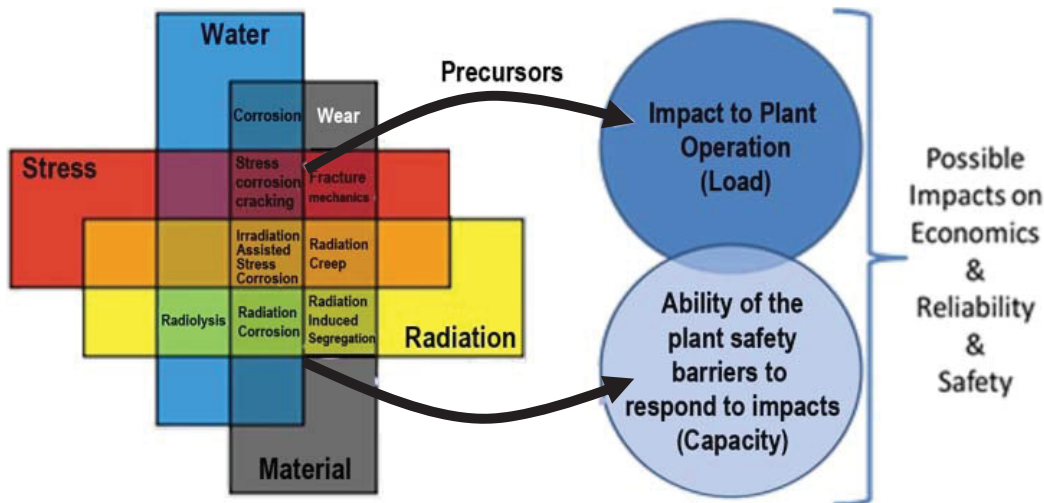 Water
Corrosion
Wear
Stress
Stress
corrosion
cracking
Fracture
mechanics
Irradiation
Assisted
Stress
Corrosion
Radiation
Creep
Radiolysis
Radiation
Corrosion
Radiation
Induced
Segregation
Radiation
Material
Precursors
Impact to Plant
Operation
(Load)
Ability of the
plant safety
barriers to
respond to impacts
(Capacity)
Possible
Impacts on
Economics
&
Reliability
&
Safety